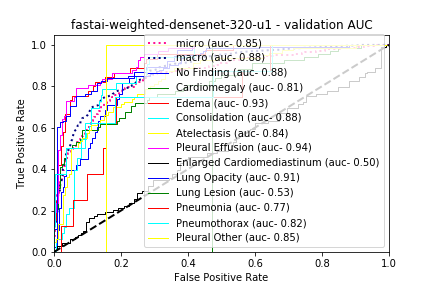 fastai-weighted-densenet-320-u1 - validation AUC
1.0
0.8
0.6
0.4
0.2
0.0
True Positive Rate
micro (auc- 0.85)
macro (auc- 0.88)
No Finding (auc- 0.88)
Cardiomegaly (auc- 0.81)
Edema (auc- 0.93)
Consolidation (auc- 0.88)
Atelectasis (auc- 0.84)
Pleural Effusion (auc- 0.94)
Enlarged Cardiomediastinum (auc- 0.50)
Lung Opacity (auc- 0.91)
Lung Lesion (auc- 0.53)
Pneumonia (auc- 0.77)
Pneumothorax (auc- 0.82)
Pleural Other (auc- 0.85)
0.0 0.2 0.4 0.6 0.8 1.0
False Positive Rate